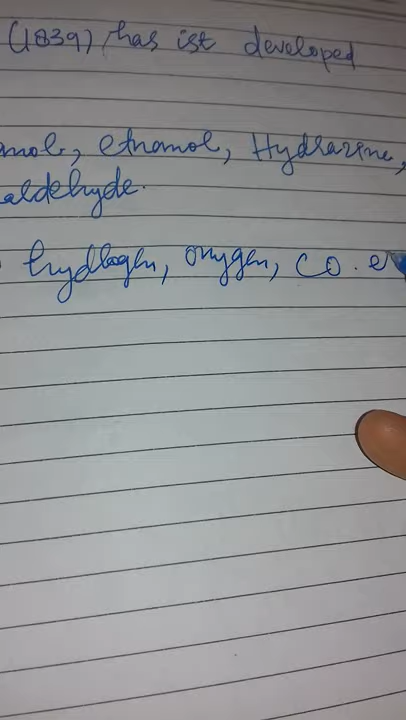 (1839) has ist developed
mol, ethanol, Hydrazine,
aldehyde.
hydrogen, oxygen, CO. e